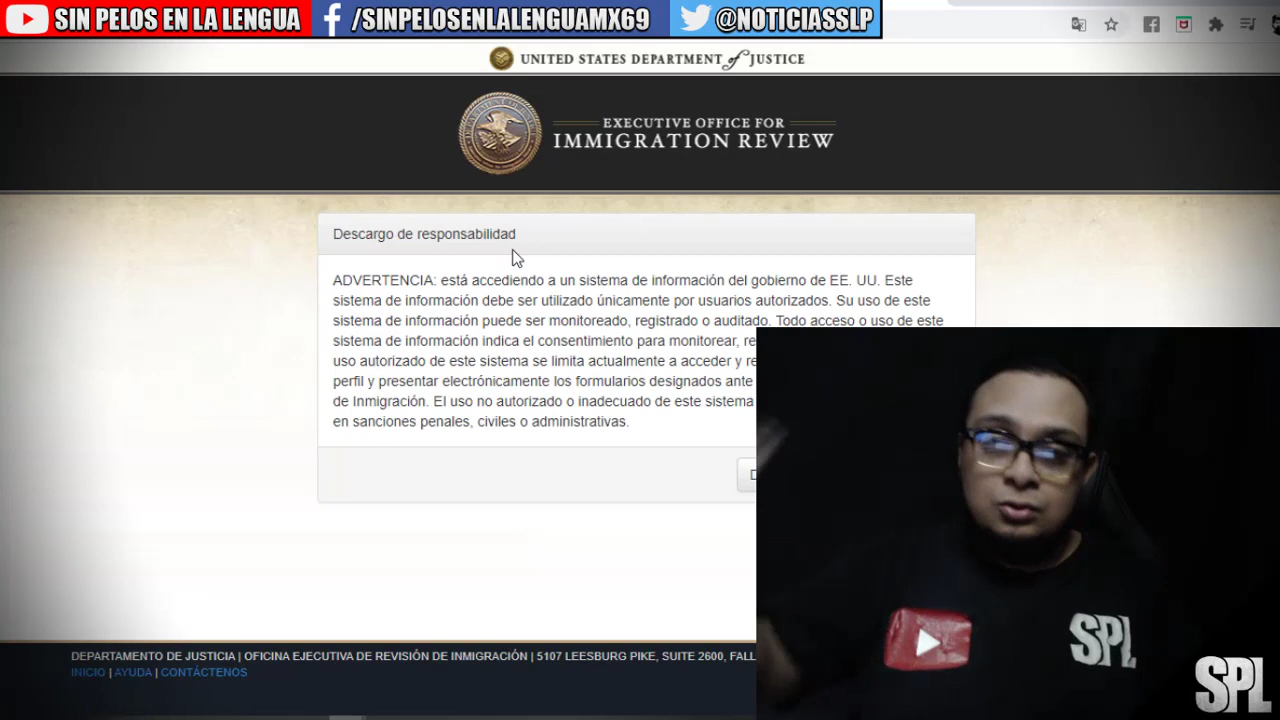 SIN PELOS EN LA LENGUA
/SINPELOSENLALENGUAMX69
@NOTICIASSLP
UNITED STATES DEPARTMENT of JUSTICE
EXECUTIVE OFFICE FOR
IMMIGRATION REVIEW
Descargo de responsabilidad
ADVERTENCIA: está accediendo a un sistema de información del gobierno de EE. UU. Este
sistema de información debe ser utilizado únicamente por usuarios autorizados. Su uso de este
sistema de información puede ser monitoreado, registrado o auditado. Todo acceso o uso de este
sistema de información indica el consentimiento para monitorear,
uso autorizado de este sistema se limita actualmente a acceder y
perfil y presentar electrónicamente los formularios designados ante
de Inmigración. El uso no autorizado o inadecuado de este sistema
en sanciones penales, civiles o administrativas.
DEPARTAMENTO DE JUSTICIA | OFICINA EJECUTIVA DE REVISIÓN DE INMIGRACIÓN | 5107 LEESBURG PIKE, SUITE 2600,
INICIO | AYUDA | CONTÁCTENOS
SPL
SPL